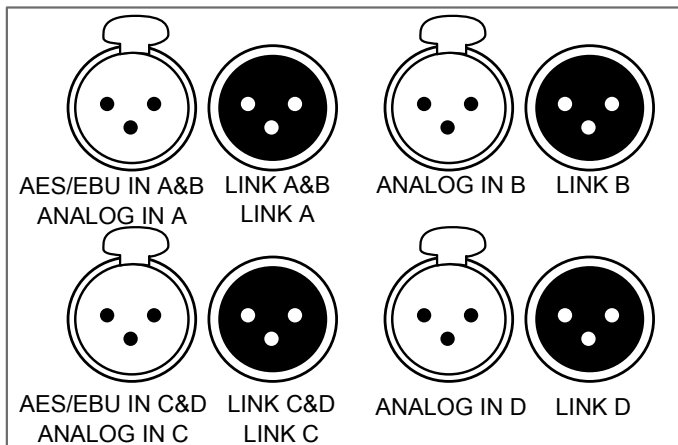 AES/EBU IN A&B
ANALOG IN A
LINK A&B
LINK A
ANALOG IN B
LINK B
AES/EBU IN C&D
ANALOG IN C
LINK C&D
LINK C
ANALOG IN D
LINK D